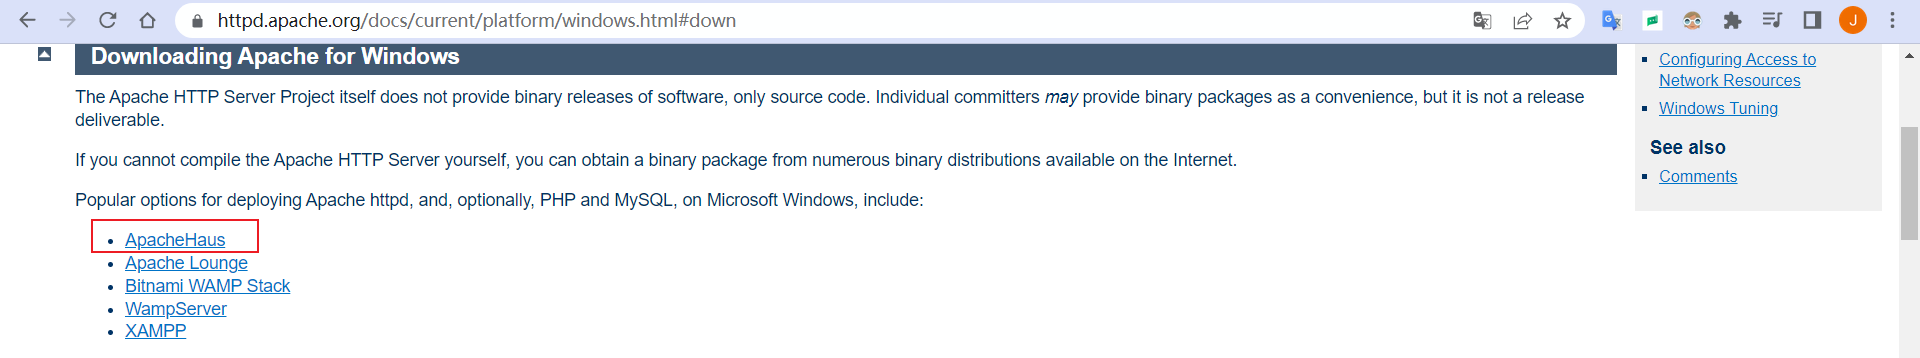 httpd.apache.org/docs/current/platform/windows.html#down
J
Downloading Apache for Windows
The Apache HTTP Server Project itself does not provide binary releases of software, only source code. Individual committers may provide binary packages as a convenience, but it is not a release
deliverable.
If you cannot compile the Apache HTTP Server yourself, you can obtain a binary package from numerous binary distributions available on the Internet.
Popular options for deploying Apache httpd, and, optionally, PHP and MySQL, on Microsoft Windows, include:
ApacheHaus
Apache Lounge
Bitnami WAMP Stack
WampServer
XAMPP
Configuring Access to
Network Resources
Windows Tuning
See also
Comments